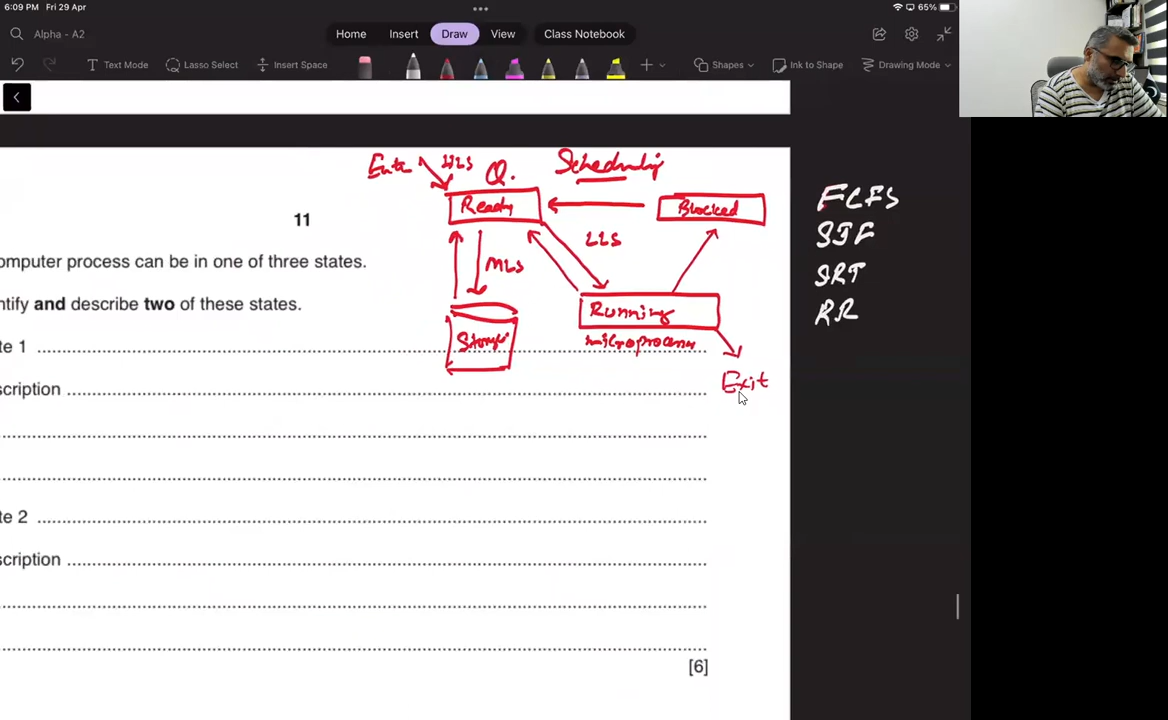 6:09 PM Fri 29 Apr
65%
Alpha - A2
Home Insert Draw View Class Notebook
Text Mode Lasso Select Insert Space Shapes Ink to Shape Drawing Mode
Enter HLS Q. Scheduling
Ready Blocked
FCFS
11
SJF
LLS
omputer process can be in one of three states.
MLS
SRT
ntify and describe two of these states.
Running
RR
te 1
Storage
microprocessor
scription
Exit
te 2
scription
[6]